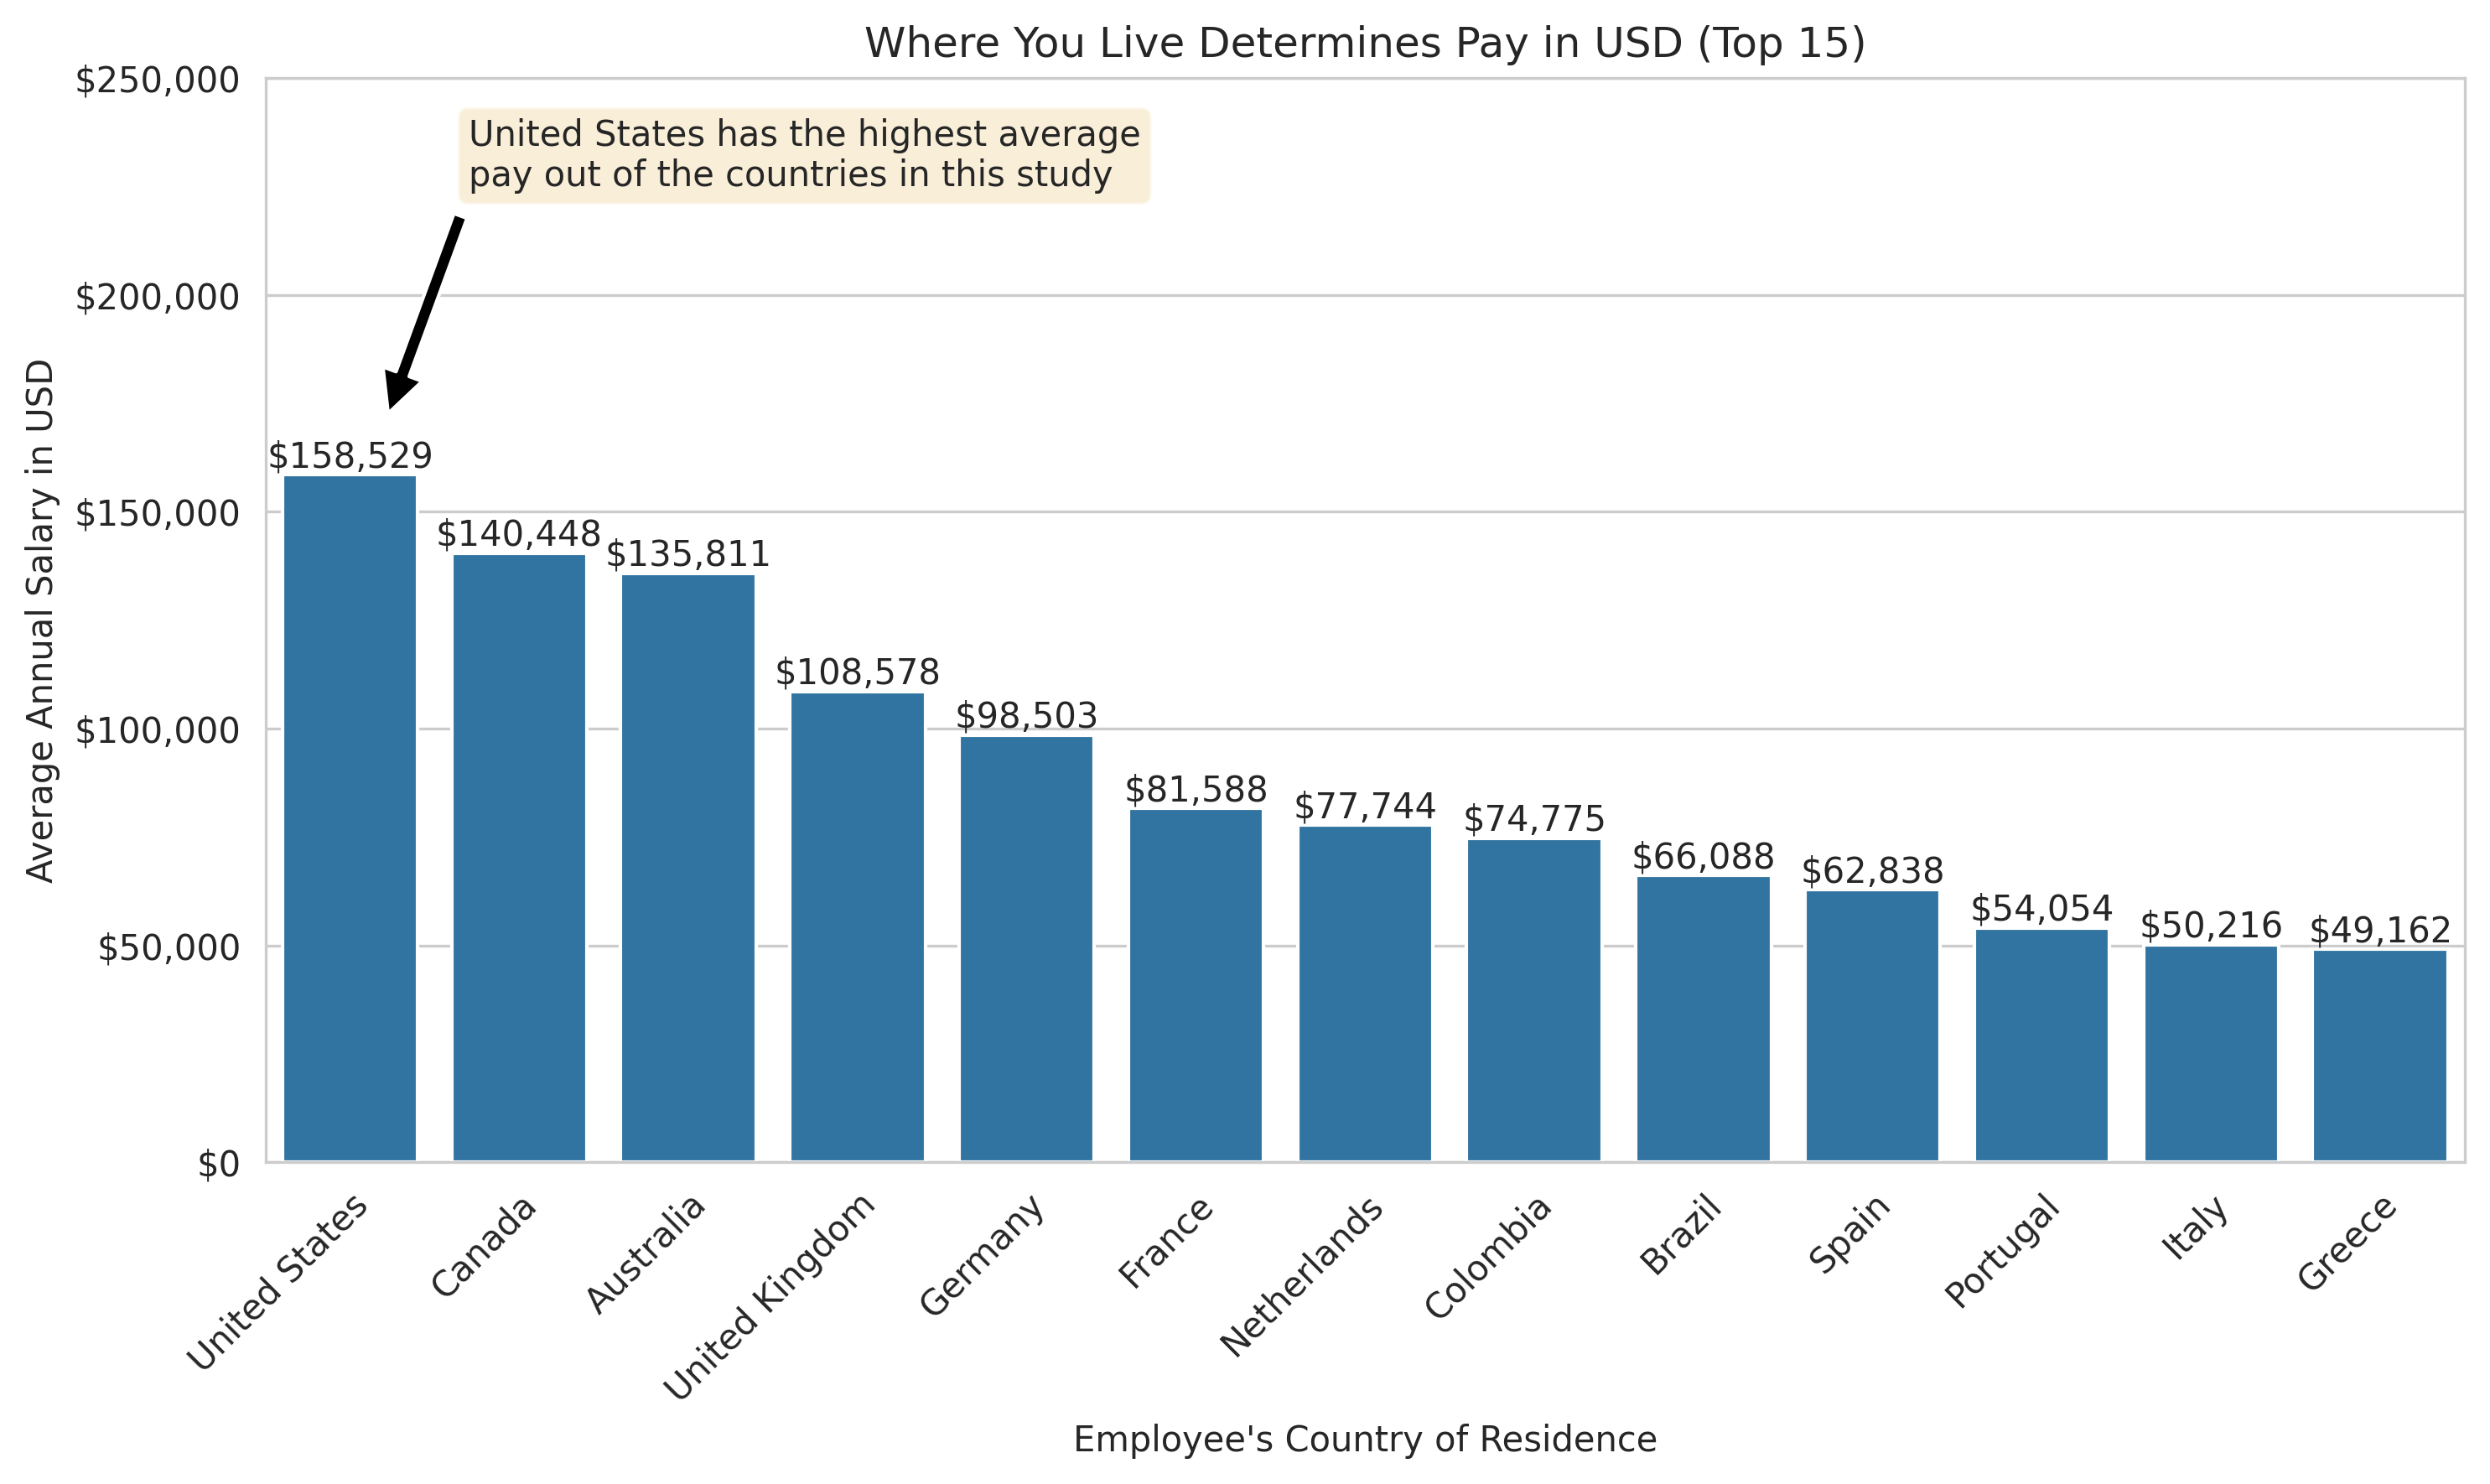 Where You Live Determines Pay in USD (Top 15)
$250,000
$200,000
$150,000
$100,000
$50,000
$0
Average Annual Salary in USD
United States has the highest average
pay out of the countries in this study
$158,529
$140,448
$135,811
$108,578
$98,503
$81,588
$77,744
$74,775
$66,088
$62,838
$54,054
$50,216
$49,162
United States
Canada
Australia
United Kingdom
Germany
France
Netherlands
Colombia
Brazil
Spain
Portugal
Italy
Greece
Employee's Country of Residence